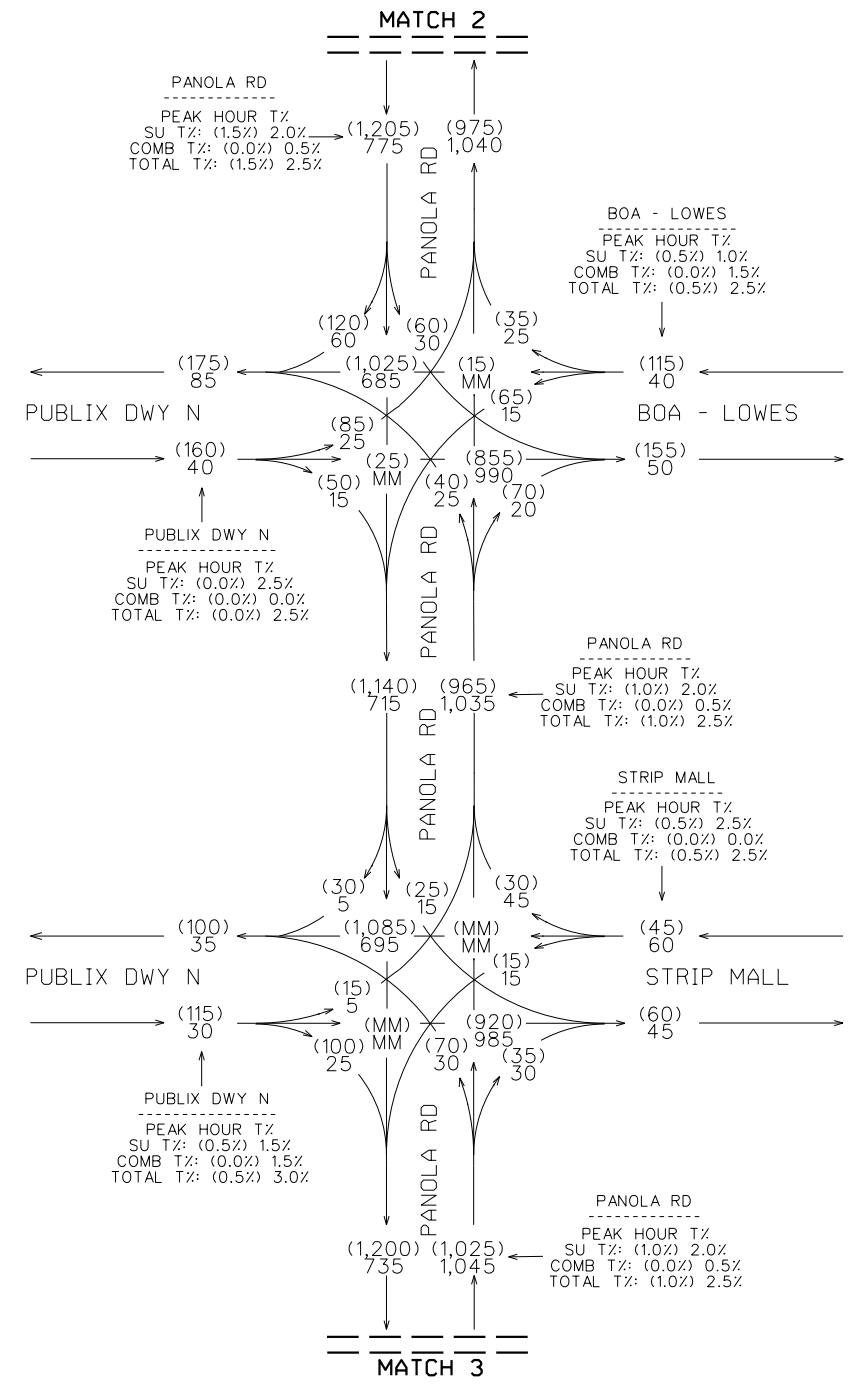 MATCH 2
PANOLA RD
PEAK HOUR T%
SU T%: (1.5%) 2.0%
COMB T%: (0.0%) 0.5%
TOTAL T%: (1.5%) 2.5%
(1,205)
775
PANOLA RD
(975)
1,040
BOA - LOWES
PEAK HOUR T%
SU T%: (0.5%) 1.0%
COMB T%: (0.0%) 1.5%
TOTAL T%: (0.5%) 2.5%
(120)
60
(60)
30
(35)
25
(175)
85
(1,025)
685
(15)
MM
(115)
40
PUBLIX DWY N
(85)
25
(65)
15
BOA - LOWES
(160)
40
(50)
15
(25)
MM
(40)
25
(855)
990
(70)
20
(155)
50
PUBLIX DWY N
PEAK HOUR T%
SU T%: (0.0%) 2.5%
COMB T%: (0.0%) 0.0%
TOTAL T%: (0.0%) 2.5%
PANOLA RD
(1,140)
715
(965)
1,035
PANOLA RD
PEAK HOUR T%
SU T%: (1.0%) 2.0%
COMB T%: (0.0%) 0.5%
TOTAL T%: (1.0%) 2.5%
PANOLA RD
STRIP MALL
PEAK HOUR T%
SU T%: (0.5%) 2.5%
COMB T%: (0.0%) 0.0%
TOTAL T%: (0.5%) 2.5%
(30)
5
(25)
15
(30)
45
(100)
35
(1,085)
695
(MM)
MM
(45)
60
PUBLIX DWY N
(15)
5
(15)
15
STRIP MALL
(115)
30
(100)
25
(MM)
MM
(70)
30
(920)
985
(35)
30
(60)
45
PUBLIX DWY N
PEAK HOUR T%
SU T%: (0.5%) 1.5%
COMB T%: (0.0%) 1.5%
TOTAL T%: (0.5%) 3.0%
PANOLA RD
(1,200)
735
(1,025)
1,045
PANOLA RD
PEAK HOUR T%
SU T%: (1.0%) 2.0%
COMB T%: (0.0%) 0.5%
TOTAL T%: (1.0%) 2.5%
MATCH 3